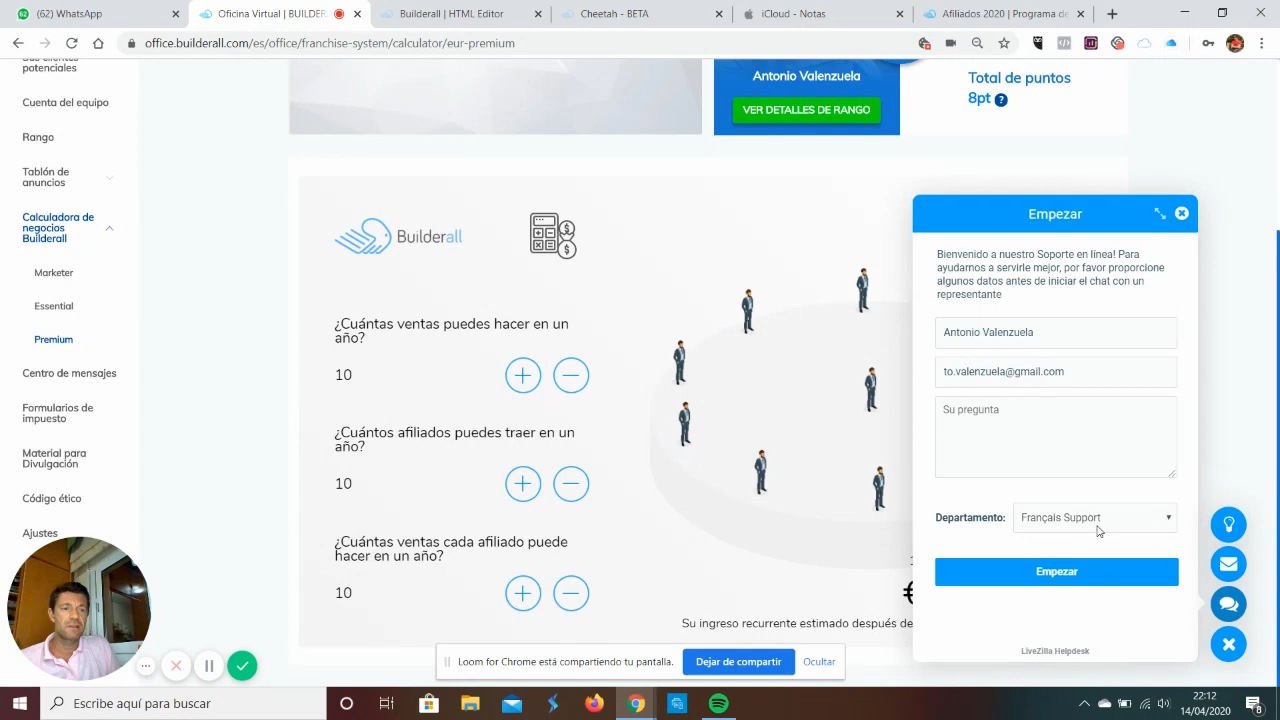 62
WhatsApp
Oficina Virtual | BUILDER
Builderall | HTML Editor
Cheetah - BETA
iCloud - Notas
Afiliados 2020 | Programa de
office.builderall.com/es/office/franchise-system/calculator/eur-premium
Sus clientes
potenciales
Cuenta del equipo
Rango
Tablón de
anuncios
Calculadora de
negocios
Builderall
Marketer
Essential
Premium
Centro de mensajes
Formularios de
impuesto
Material para
Divulgación
Código ético
Ajustes
Antonio Valenzuela
VER DETALLES DE RANGO
Total de puntos
8pt ?
Builderall
¿Cuántas ventas puedes hacer en un
año?
10
¿Cuántos afiliados puedes traer en un
año?
10
¿Cuántas ventas cada afiliado puede
hacer en un año?
10
€
Su ingreso recurrente estimado después de
Empezar
Bienvenido a nuestro Soporte en línea! Para
ayudarnos a servirle mejor, por favor proporcione
algunos datos antes de iniciar el chat con un
representante
Antonio Valenzuela
to.valenzuela@gmail.com
Su pregunta
Departamento:
Français Support
Empezar
LiveZilla Helpdesk
Loom for Chrome está compartiendo tu pantalla.
Dejar de compartir
Ocultar
Escribe aquí para buscar
22:12
14/04/2020
8